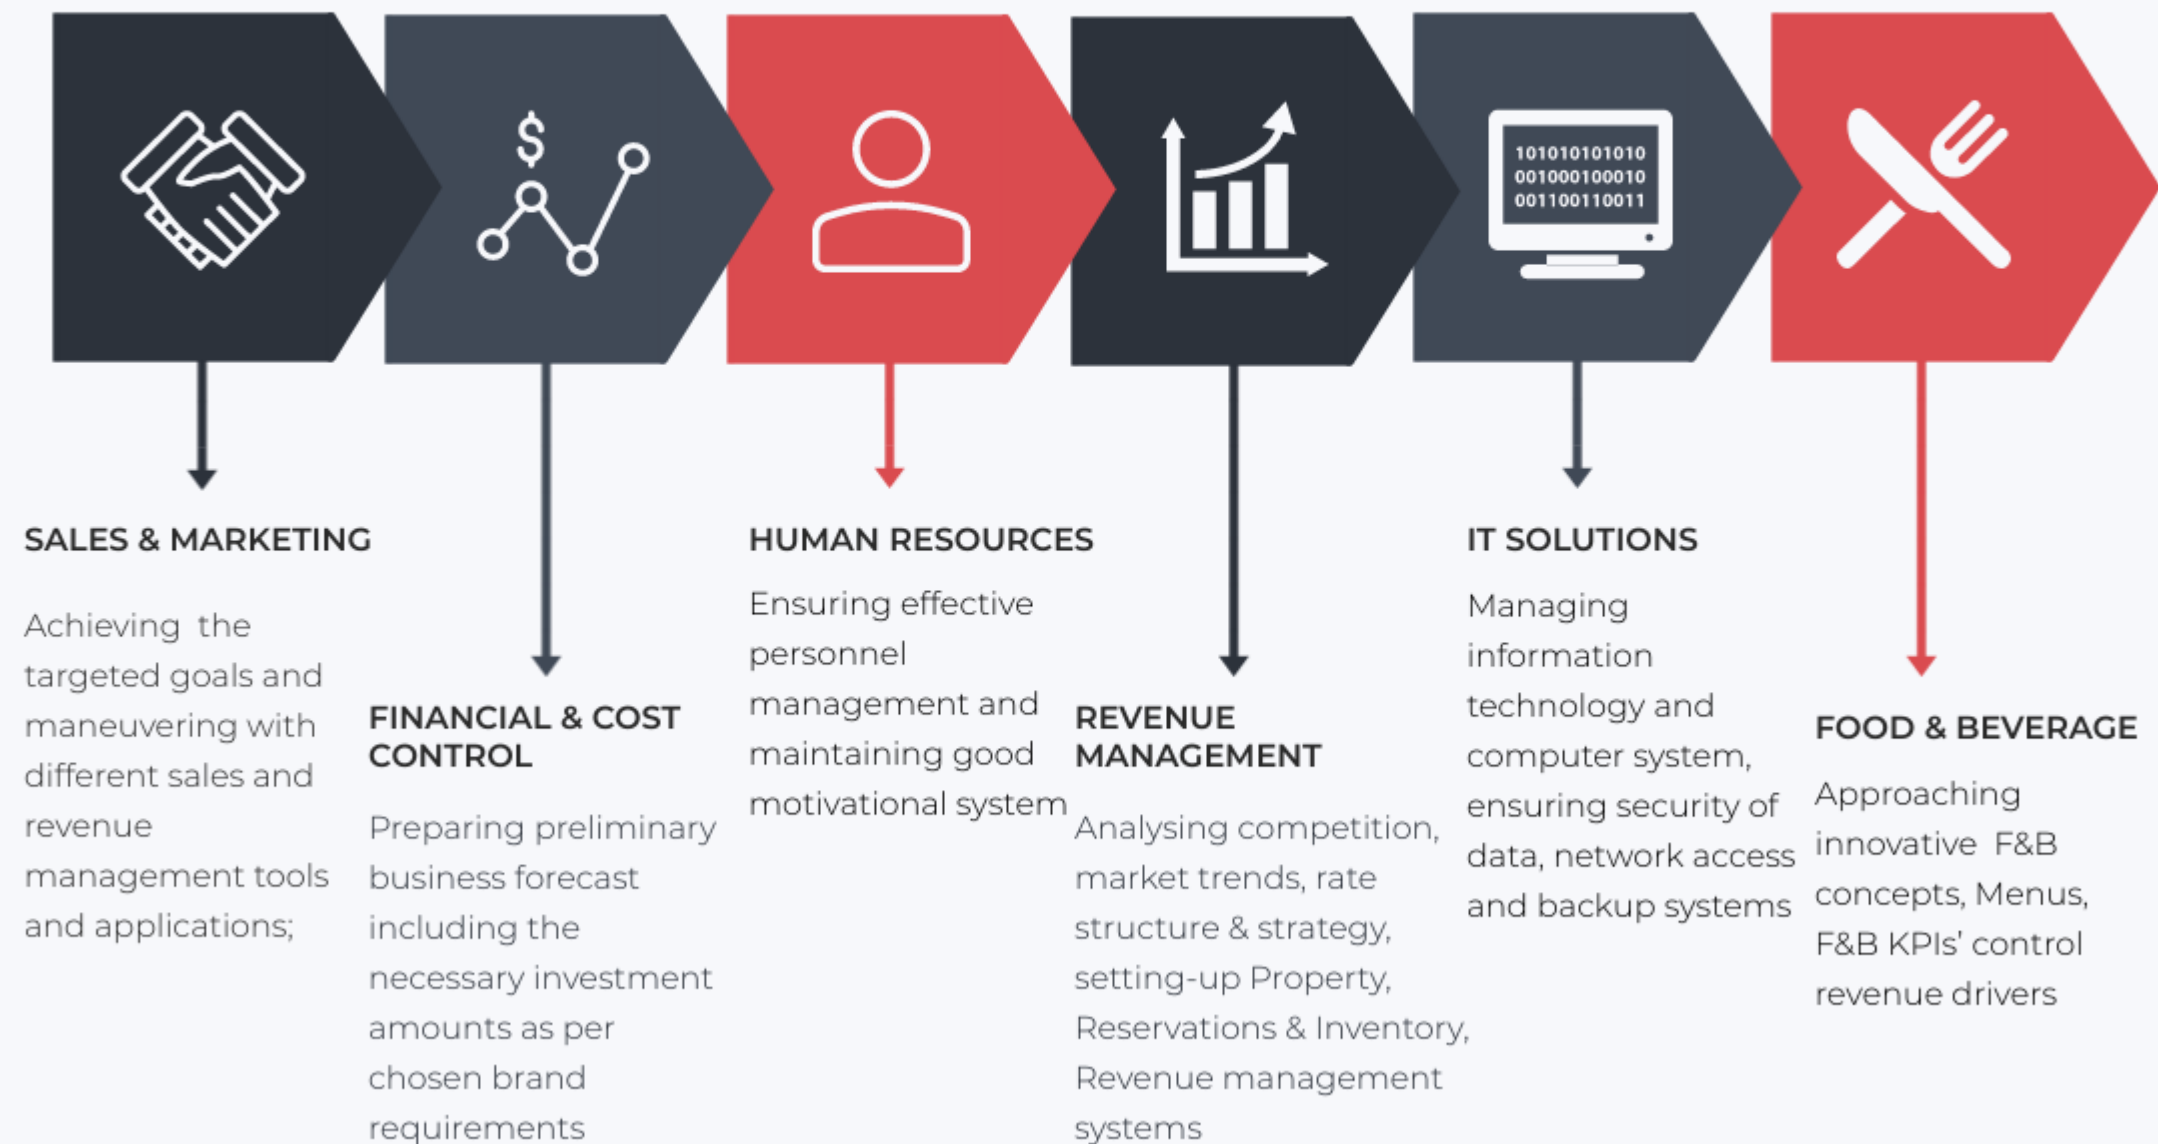 $
101010101010
001000100010
001100110011
SALES & MARKETING
Achieving  the
targeted goals and
maneuvering with
different sales and
revenue
management tools
and applications;
FINANCIAL & COST
CONTROL
Preparing preliminary
business forecast
including the
necessary investment
amounts as per
chosen brand
requirements
HUMAN RESOURCES
Ensuring effective
personnel
management and
maintaining good
motivational system
REVENUE
MANAGEMENT
Analysing competition,
market trends, rate
structure & strategy,
setting-up Property,
Reservations & Inventory,
Revenue management
systems
IT SOLUTIONS
Managing
information
technology and
computer system,
ensuring security of
data, network access
and backup systems
FOOD & BEVERAGE
Approaching
innovative  F&B
concepts, Menus,
F&B KPIs’ control
revenue drivers